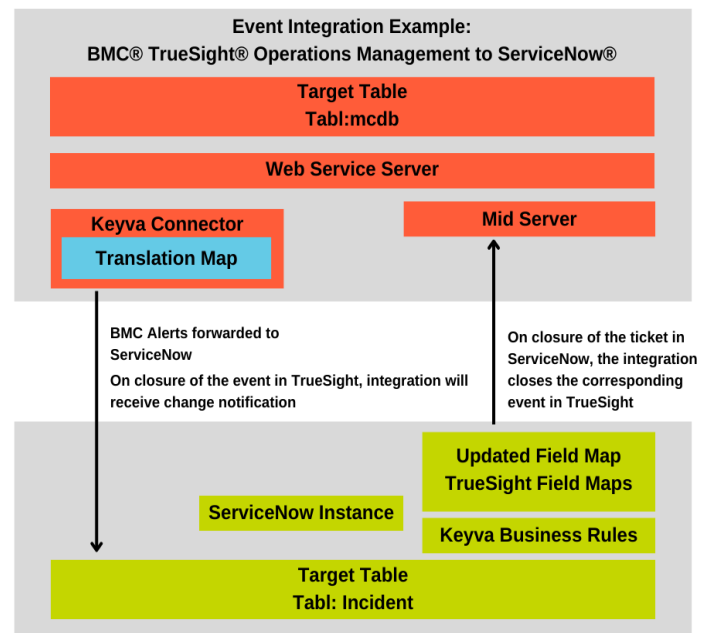 Event Integration Example:
BMC® TrueSight® Operations Management to ServiceNow®
Target Table
Tabl:mcdb
Web Service Server
Keyva Connector
Translation Map
Mid Server
BMC Alerts forwarded to
ServiceNow
On closure of the event in TrueSight, integration will
receive change notification
On closure of the ticket in
ServiceNow, the integration
closes the corresponding
event in TrueSight
Updated Field Map
TrueSight Field Maps
ServiceNow Instance
Keyva Business Rules
Target Table
Tabl: Incident